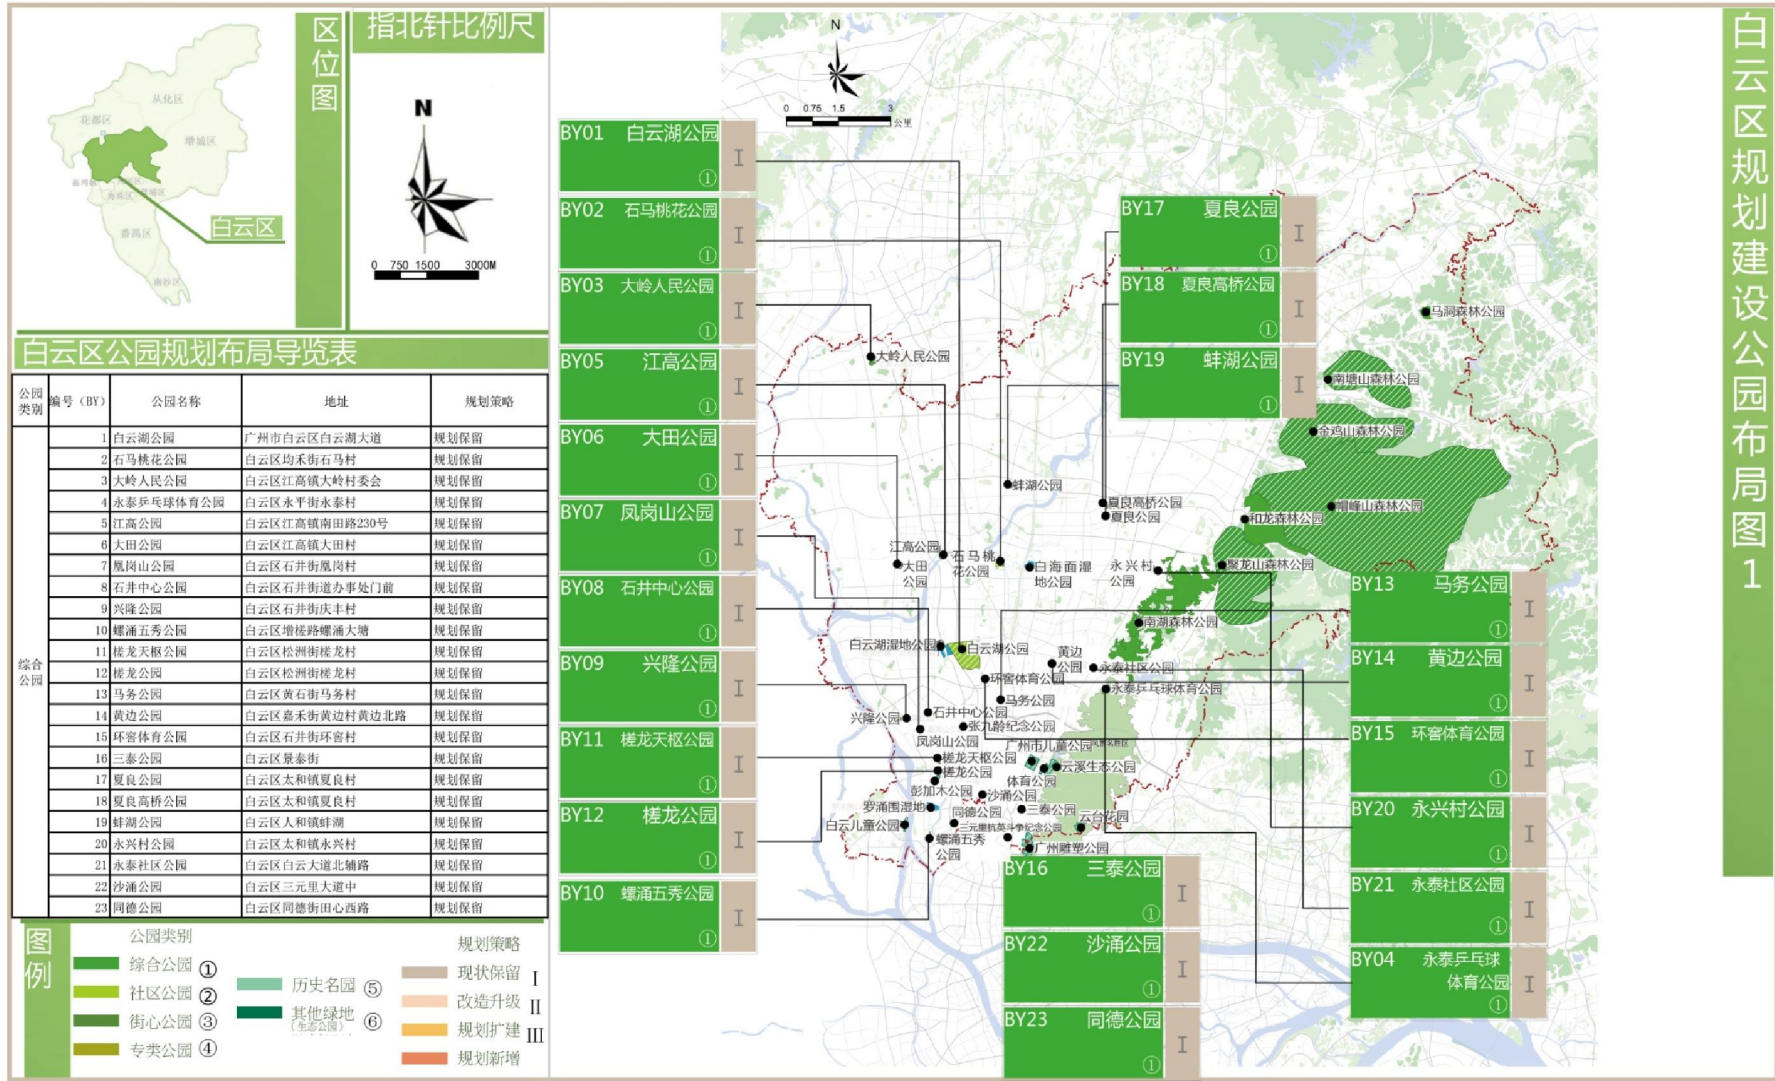 区位图
指北针比例尺
从化区
花都区
增城区
海珠区
番禺区
南沙区
白云区
N
0 750 1500 3000M
白云区公园规划布局导览表
公园类别 编号（BY） 公园名称 地址 规划策略
综合公园
1 白云湖公园 广州市白云区白云湖大道 规划保留
2 石马桃花公园 白云区均禾街石马村 规划保留
3 大岭人民公园 白云区江高镇大岭村委会 规划保留
4 永泰乒乓球体育公园 白云区永平街永泰村 规划保留
5 江高公园 白云区江高镇南田路230号 规划保留
6 大田公园 白云区江高镇大田村 规划保留
7 凰岗山公园 白云区石井街凰岗村 规划保留
8 石井中心公园 白云区石井街道办事处门前 规划保留
9 兴隆公园 白云区石井街庆丰村 规划保留
10 螺涌五秀公园 白云区增槎路螺涌大塘 规划保留
11 槎龙天枢公园 白云区松洲街槎龙村 规划保留
12 槎龙公园 白云区松洲街槎龙村 规划保留
13 马务公园 白云区黄石街马务村 规划保留
14 黄边公园 白云区嘉禾街黄边村黄边北路 规划保留
15 环窖体育公园 白云区石井街环窖村 规划保留
16 三泰公园 白云区景泰街 规划保留
17 夏良公园 白云区太和镇夏良村 规划保留
18 夏良高桥公园 白云区太和镇夏良村 规划保留
19 蚌湖公园 白云区人和镇蚌湖 规划保留
20 永兴村公园 白云区太和镇永兴村 规划保留
21 永泰社区公园 白云区白云大道北辅路 规划保留
22 沙涌公园 白云区三元里大道中 规划保留
23 同德公园 白云区同德街田心西路 规划保留
图例
公园类别
综合公园 ①
社区公园 ②
街心公园 ③
专类公园 ④
历史名园 ⑤
其他绿地 ⑥
（生态公园）
规划策略
现状保留 I
改造升级 II
规划扩建 III
规划新增
BY01 白云湖公园 ① I
BY02 石马桃花公园 ① I
BY03 大岭人民公园 ① I
BY05 江高公园 ① I
BY06 大田公园 ① I
BY07 凤岗山公园 ① I
BY08 石井中心公园 ① I
BY09 兴隆公园 ① I
BY11 槎龙天枢公园 ① I
BY12 槎龙公园 ① I
BY10 螺涌五秀公园 ① I
N
0 0.75 1.5 3
公里
BY17 夏良公园 ① I
BY18 夏良高桥公园 ① I
BY19 蚌湖公园 ① I
马洞森林公园
大岭人民公园
南塘山森林公园
金鸡山森林公园
蚌湖公园
夏良高桥公园
夏良公园
帽峰山森林公园
和龙森林公园
江高公园
石马桃花公园
大田公园
白海面湿地公园
永兴村公园
聚龙山森林公园
南湖森林公园
白云湖湿地公园
白云湖公园
黄边公园
永泰社区公园
环窖体育公园
永泰乒乓球体育公园
马务公园
兴隆公园
石井中心公园
凤岗山公园
张九龄纪念公园
广州市儿童公园
槎龙天枢公园
槎龙公园
云溪生态公园
体育公园
彭加木公园
沙涌公园
罗涌围湿地
同德公园
三泰公园
云台花园
白云儿童公园
三元里抗英斗争纪念公园
螺涌五秀公园
广州雕塑公园
BY16 三泰公园 ① I
BY22 沙涌公园 ① I
BY23 同德公园 ① I
BY13 马务公园 ① I
BY14 黄边公园 ① I
BY15 环窖体育公园 ① I
BY20 永兴村公园 ① I
BY21 永泰社区公园 ① I
BY04 永泰乒乓球体育公园 ① I
白云区规划建设公园布局图1